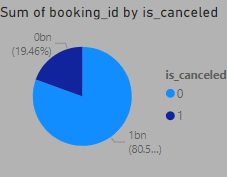 Sum of booking_id by is_canceled
0bn
(19.46%)
is_canceled
0
1
1bn
(80.5...)